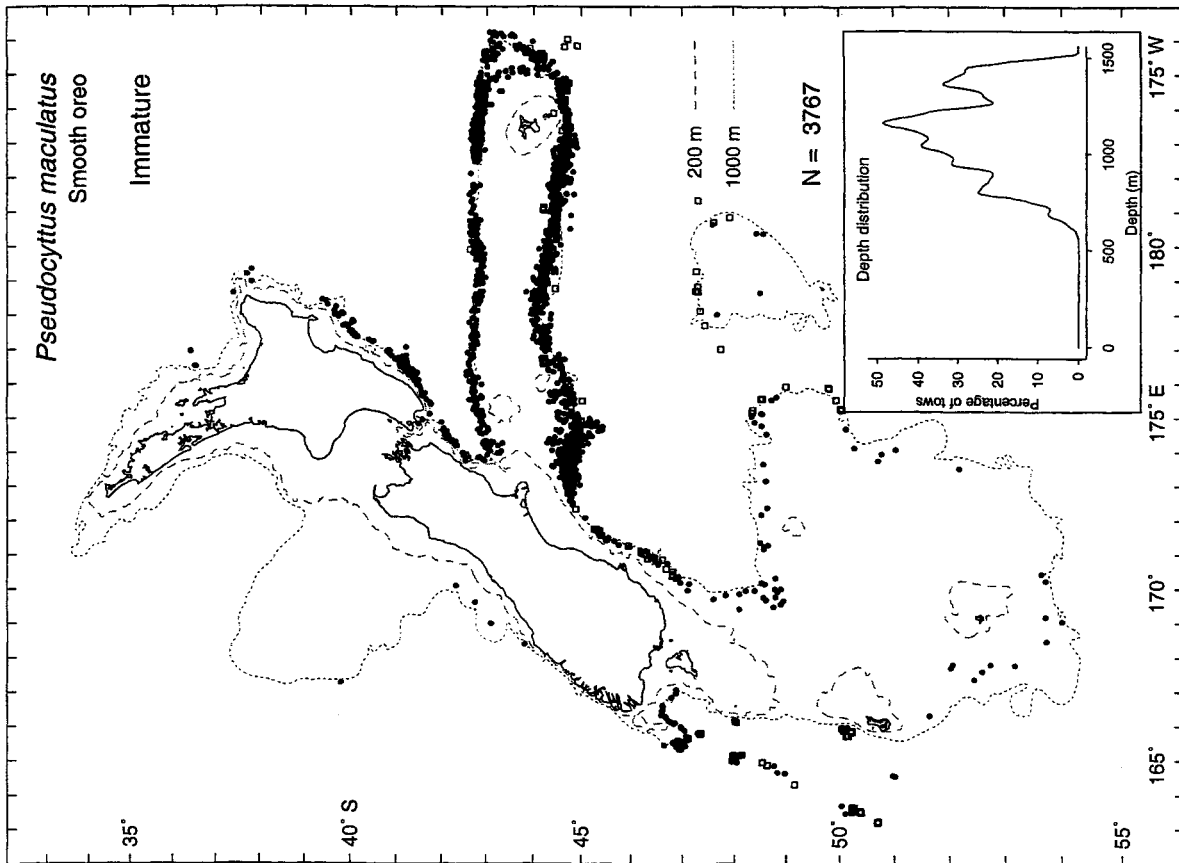 Pseudocyttus maculatus
Smooth oreo
Immature
200 m
1000 m
N = 3767
35°
40° S
45°
50°
55°
165°
170°
175° E
180°
175° W
Depth distribution
Percentage of tows
50
40
30
20
10
0
0
500
1000
1500
Depth (m)